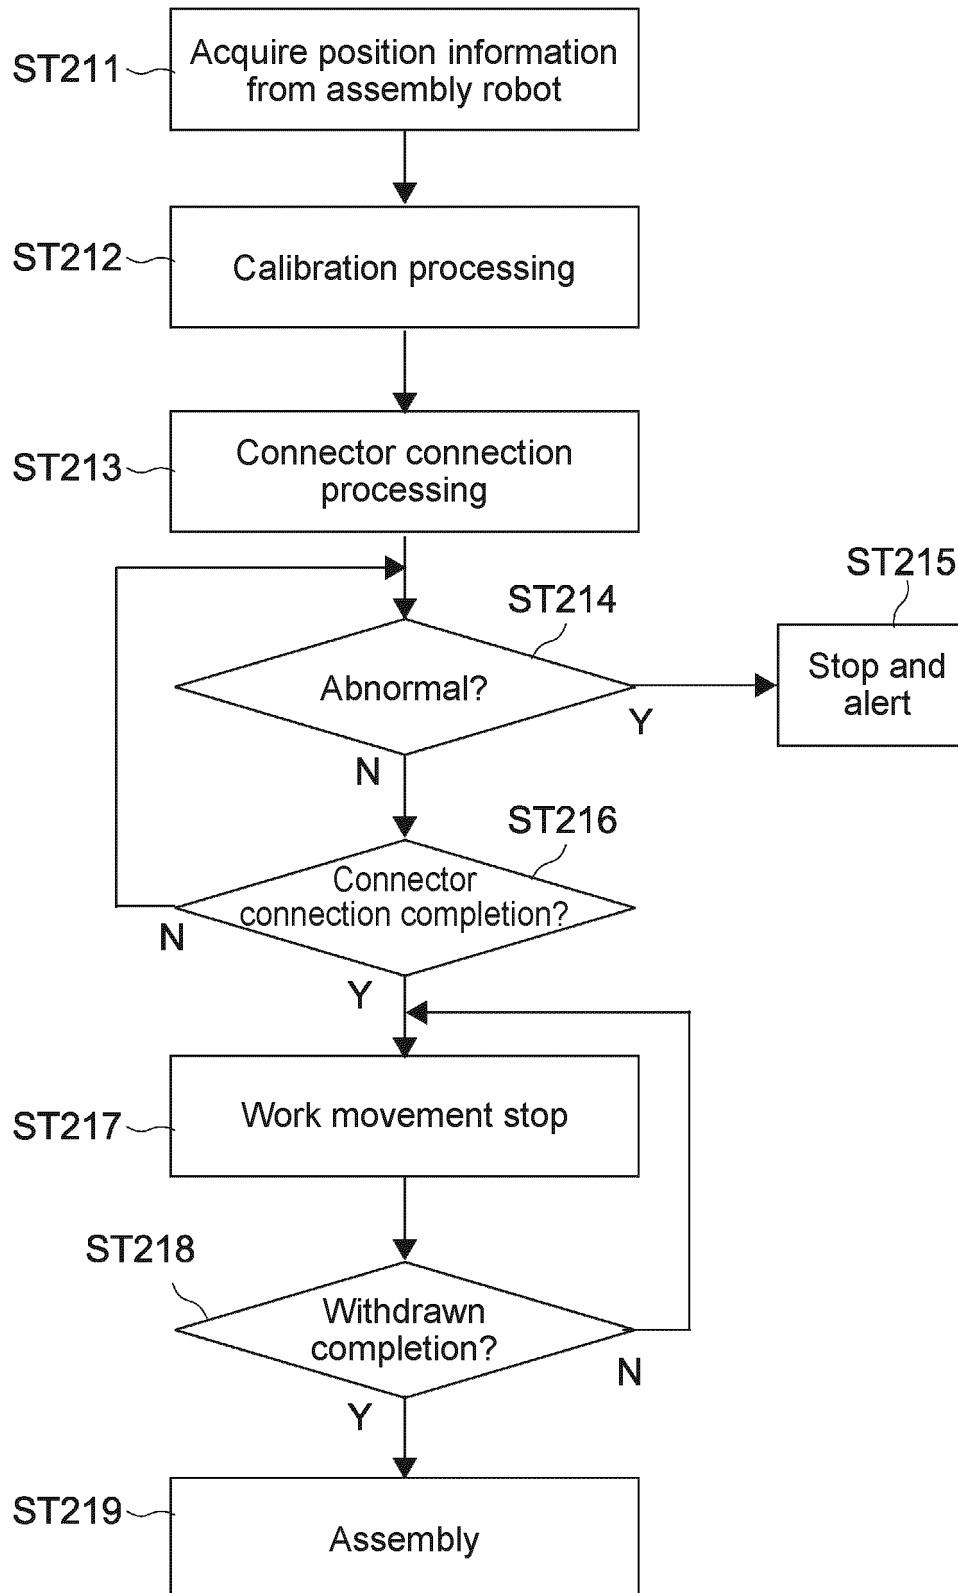 ST211
Acquire position information
from assembly robot
ST212
Calibration processing
ST213
Connector connection
processing
ST214
Abnormal?
Y
N
ST215
Stop and
alert
ST216
Connector
connection completion?
N
Y
ST217
Work movement stop
ST218
Withdrawn
completion?
N
Y
ST219
Assembly